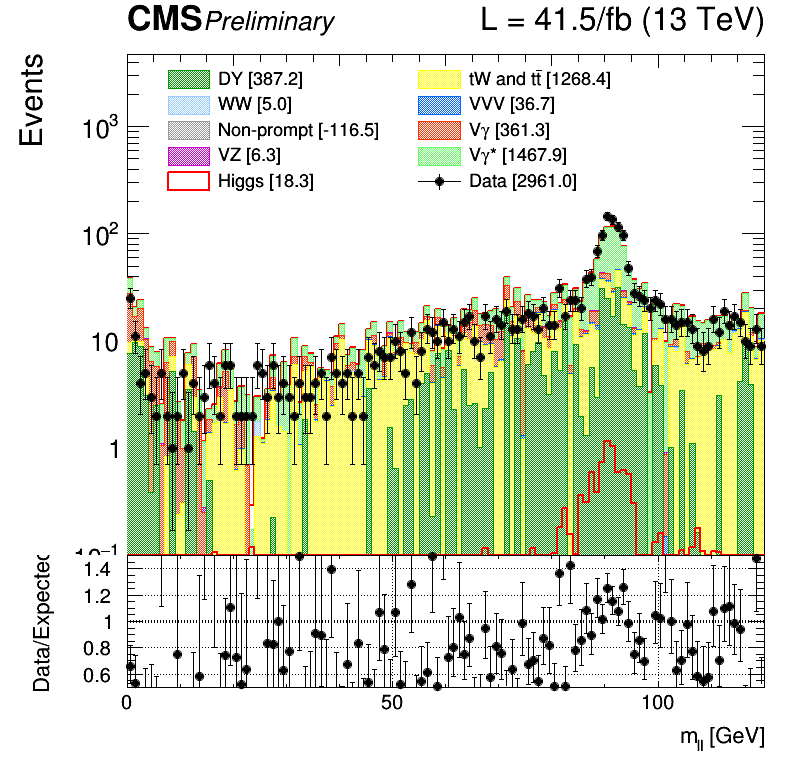 CMS Preliminary L = 41.5/fb (13 TeV)
Events
DY [387.2]
tW and tt̄ [1268.4]
WW [5.0]
VVV [36.7]
Non-prompt [-116.5]
Vγ [361.3]
VZ [6.3]
Vγ* [1467.9]
Higgs [18.3]
Data [2961.0]
10³
10²
10
1
10⁻¹
Data/Expected
1.4
1.2
1
0.8
0.6
0 50 100
m_ll [GeV]